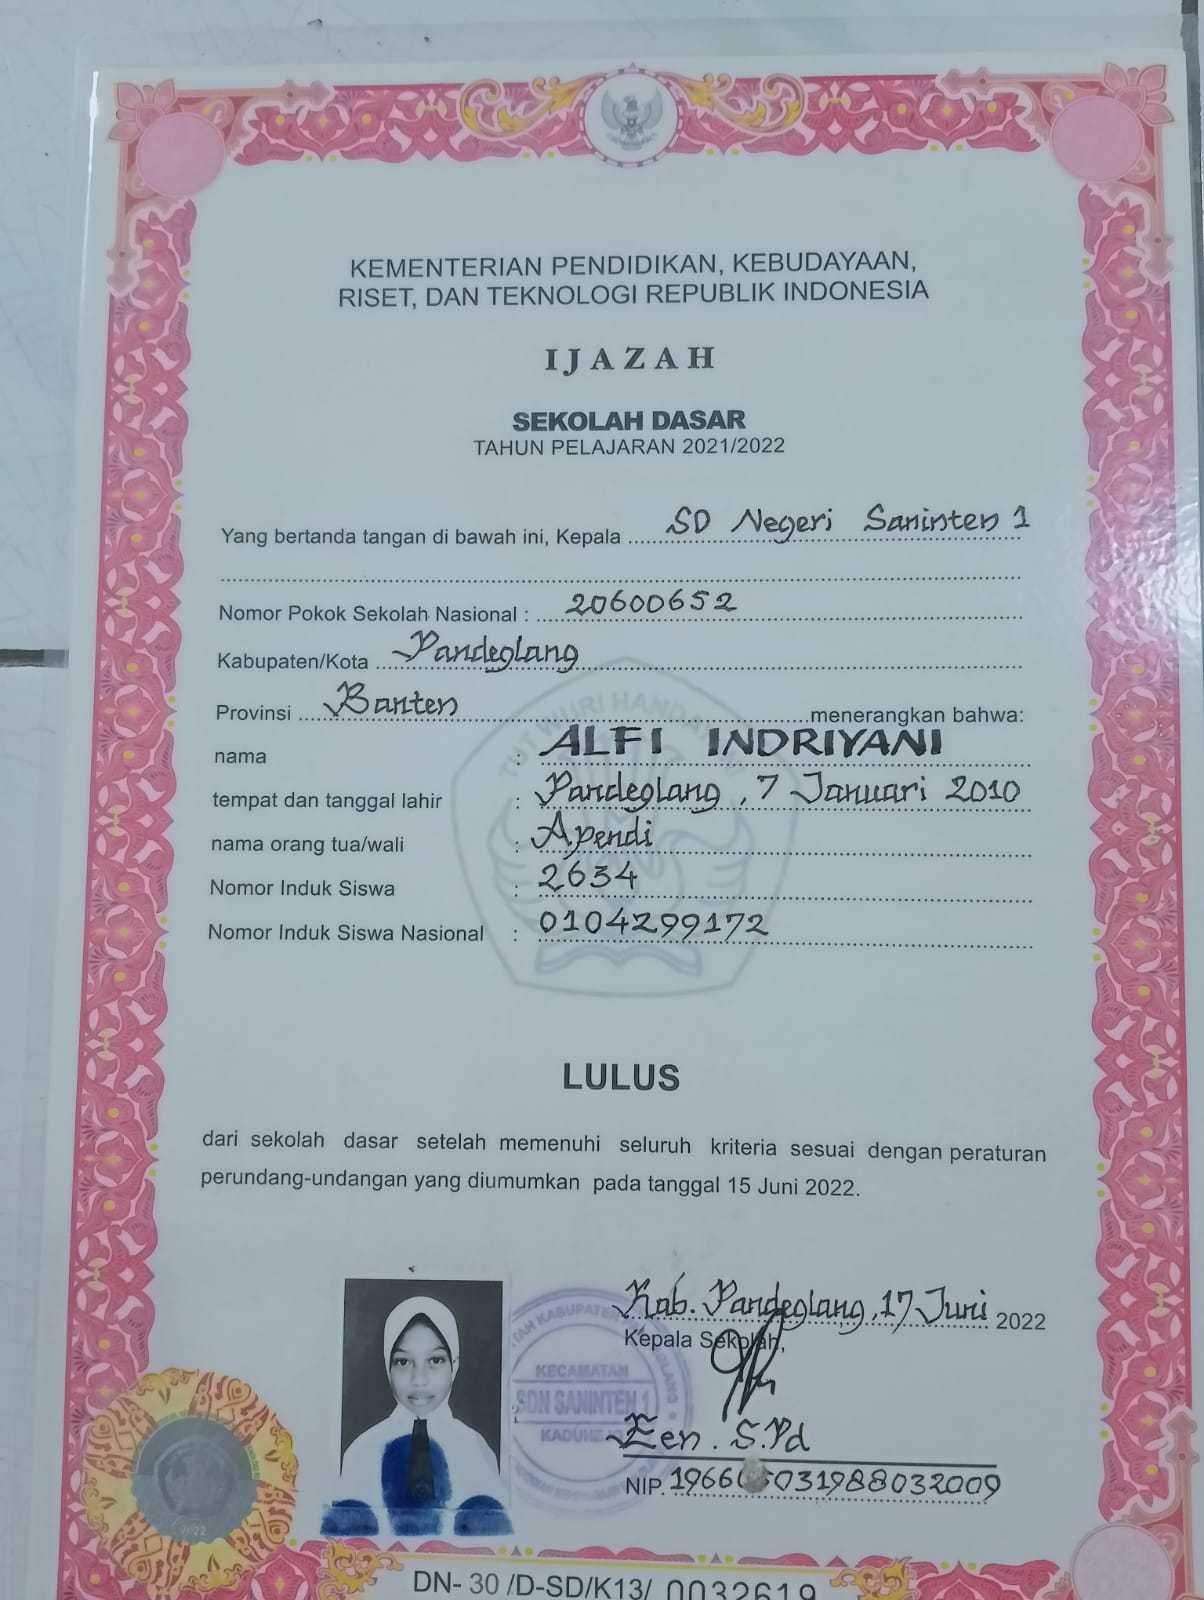 KEMENTERIAN PENDIDIKAN, KEBUDAYAAN,
RISET, DAN TEKNOLOGI REPUBLIK INDONESIA
IJAZAH
SEKOLAH DASAR
TAHUN PELAJARAN 2021/2022
Yang bertanda tangan di bawah ini, Kepala SD Negeri Saninten 1
Nomor Pokok Sekolah Nasional : 20600652
Kabupaten/Kota Pandeglang
Provinsi Banten menerangkan bahwa:
nama : ALFI INDRIYANI
tempat dan tanggal lahir : Pandeglang, 7 Januari 2010
nama orang tua/wali : Apendi
Nomor Induk Siswa : 2634
Nomor Induk Siswa Nasional : 0104299172
TUT WURI HANDAYANI
LULUS
dari sekolah dasar setelah memenuhi seluruh kriteria sesuai dengan peraturan
perundang-undangan yang diumumkan pada tanggal 15 Juni 2022.
Kab. Pandeglang, 17 Juni 2022
Kepala Sekolah,
KABUPATEN
KECAMATAN
SDN SANINTEN 1
Zen. S.Pd
NIP.
2022
DN- 30 /D-SD/K13/ 0032619